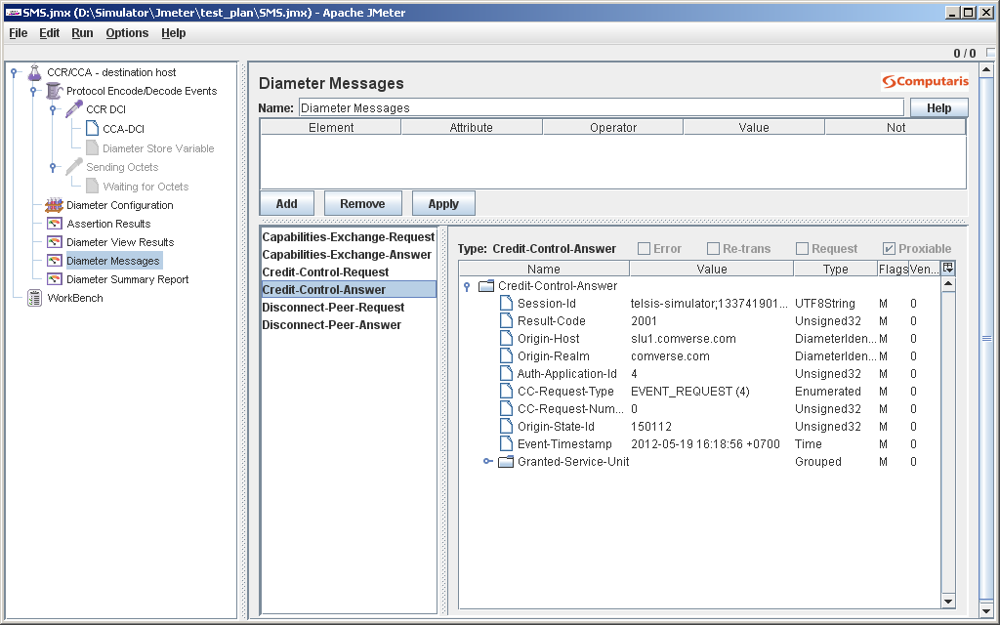 SMS.jmx (D:\Simulator\Jmeter\test_plan\SMS.jmx) - Apache JMeter
File Edit Run Options Help
0 / 0
CCR/CCA - destination host
Protocol Encode/Decode Events
CCR DCI
CCA-DCI
Diameter Store Variable
Sending Octets
Waiting for Octets
Diameter Configuration
Assertion Results
Diameter View Results
Diameter Messages
Diameter Summary Report
WorkBench
Diameter Messages
Computaris
Name: Diameter Messages Help
Element Attribute Operator Value Not
Add Remove Apply
Capabilities-Exchange-Request
Capabilities-Exchange-Answer
Credit-Control-Request
Credit-Control-Answer
Disconnect-Peer-Request
Disconnect-Peer-Answer
Type: Credit-Control-Answer Error Re-trans Request Proxiable
Name Value Type Flags Ven...
Credit-Control-Answer
Session-Id telsis-simulator;133741901... UTF8String M 0
Result-Code 2001 Unsigned32 M 0
Origin-Host slu1.comverse.com DiameterIden... M 0
Origin-Realm comverse.com DiameterIden... M 0
Auth-Application-Id 4 Unsigned32 M 0
CC-Request-Type EVENT_REQUEST (4) Enumerated M 0
CC-Request-Num... 0 Unsigned32 M 0
Origin-State-Id 150112 Unsigned32 M 0
Event-Timestamp 2012-05-19 16:18:56 +0700 Time M 0
Granted-Service-Unit Grouped M 0